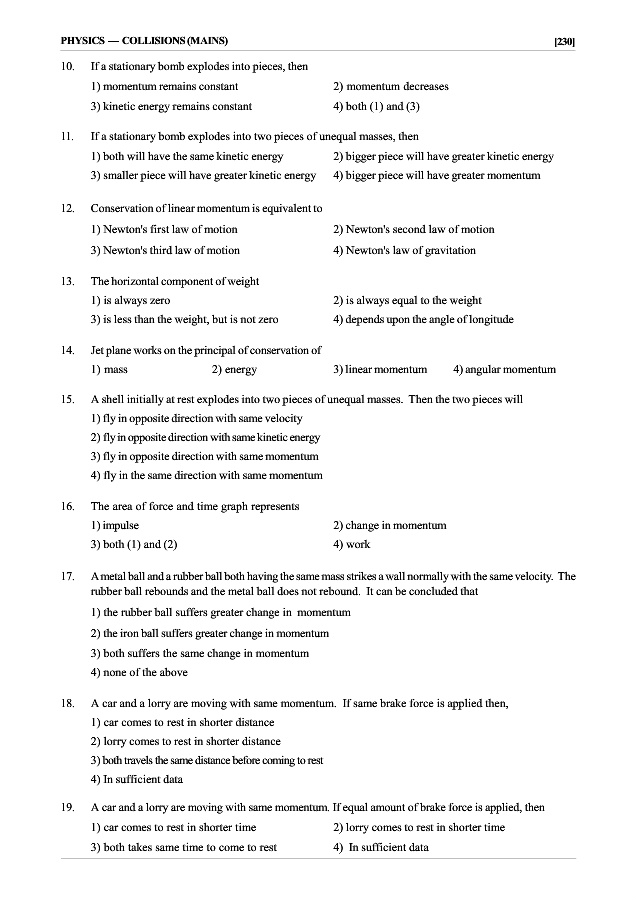 PHYSICS — COLLISIONS (MAINS) [230]
10. If a stationary bomb explodes into pieces, then
1) momentum remains constant 2) momentum decreases
3) kinetic energy remains constant 4) both (1) and (3)
11. If a stationary bomb explodes into two pieces of unequal masses, then
1) both will have the same kinetic energy 2) bigger piece will have greater kinetic energy
3) smaller piece will have greater kinetic energy 4) bigger piece will have greater momentum
12. Conservation of linear momentum is equivalent to
1) Newton's first law of motion 2) Newton's second law of motion
3) Newton's third law of motion 4) Newton's law of gravitation
13. The horizontal component of weight
1) is always zero 2) is always equal to the weight
3) is less than the weight, but is not zero 4) depends upon the angle of longitude
14. Jet plane works on the principal of conservation of
1) mass 2) energy 3) linear momentum 4) angular momentum
15. A shell initially at rest explodes into two pieces of unequal masses. Then the two pieces will
1) fly in opposite direction with same velocity
2) fly in opposite direction with same kinetic energy
3) fly in opposite direction with same momentum
4) fly in the same direction with same momentum
16. The area of force and time graph represents
1) impulse 2) change in momentum
3) both (1) and (2) 4) work
17. A metal ball and a rubber ball both having the same mass strikes a wall normally with the same velocity. The
rubber ball rebounds and the metal ball does not rebound. It can be concluded that
1) the rubber ball suffers greater change in momentum
2) the iron ball suffers greater change in momentum
3) both suffers the same change in momentum
4) none of the above
18. A car and a lorry are moving with same momentum. If same brake force is applied then,
1) car comes to rest in shorter distance
2) lorry comes to rest in shorter distance
3) both travels the same distance before coming to rest
4) In sufficient data
19. A car and a lorry are moving with same momentum. If equal amount of brake force is applied, then
1) car comes to rest in shorter time 2) lorry comes to rest in shorter time
3) both takes same time to come to rest 4) In sufficient data